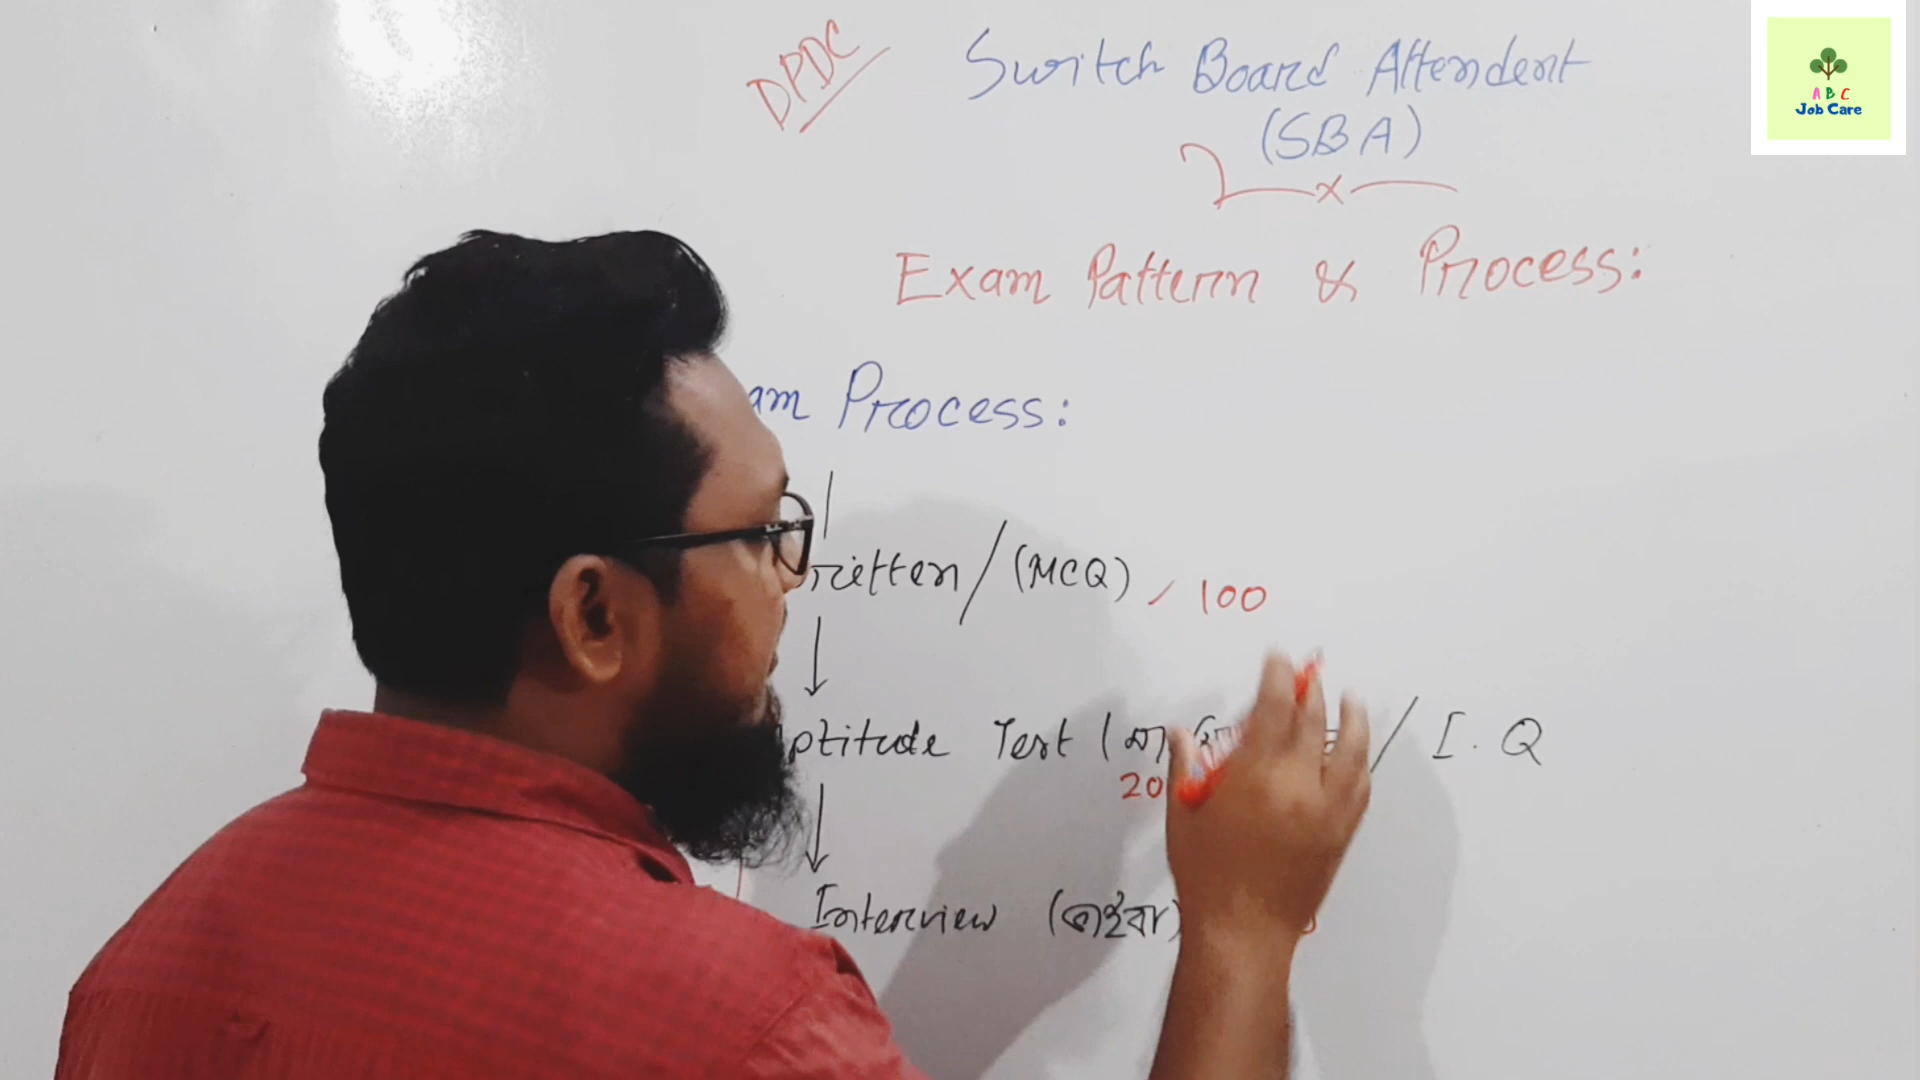 DPDC Switch Board Attendent
(SBA)
Exam Pattern & Process:
am Process:
ritten / (MCQ) / 100
ptitude Test ( / I.Q
20
Interview (ভাইবা)
A B C
Job Care